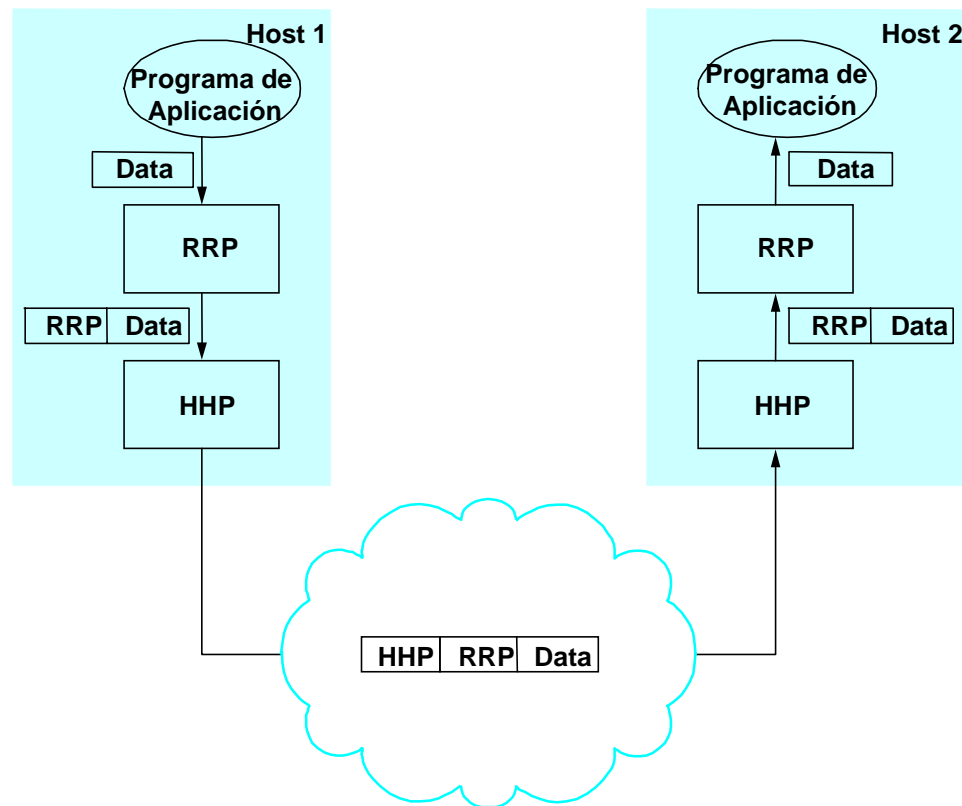 Host 1
Programa de
Aplicación
Data
RRP
RRP Data
HHP
Host 2
Programa de
Aplicación
Data
RRP
RRP Data
HHP
HHP RRP Data